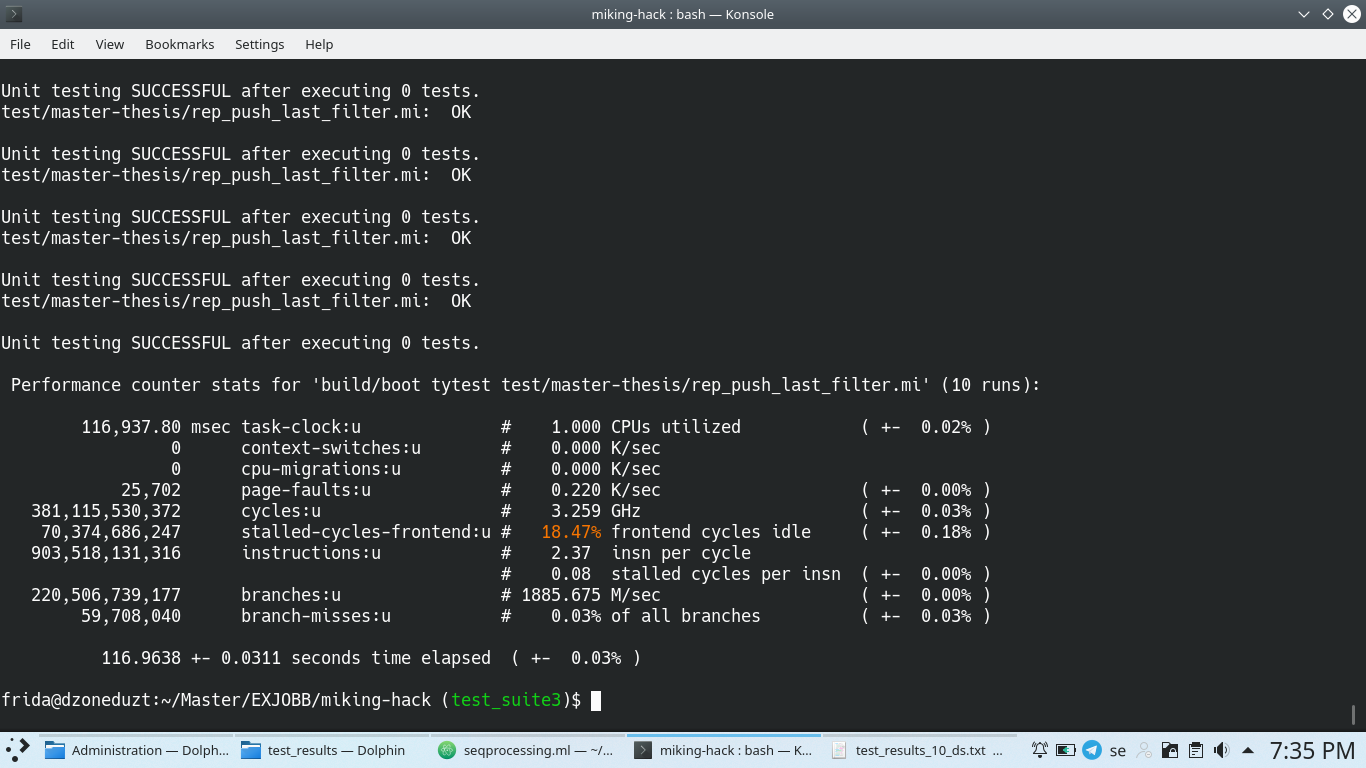 miking-hack : bash — Konsole
File Edit View Bookmarks Settings Help
Unit testing SUCCESSFUL after executing 0 tests.
test/master-thesis/rep_push_last_filter.mi:  OK
Unit testing SUCCESSFUL after executing 0 tests.
test/master-thesis/rep_push_last_filter.mi:  OK
Unit testing SUCCESSFUL after executing 0 tests.
test/master-thesis/rep_push_last_filter.mi:  OK
Unit testing SUCCESSFUL after executing 0 tests.
test/master-thesis/rep_push_last_filter.mi:  OK
Unit testing SUCCESSFUL after executing 0 tests.
Performance counter stats for 'build/boot tytest test/master-thesis/rep_push_last_filter.mi' (10 runs):
116,937.80 msec task-clock:u # 1.000 CPUs utilized ( +- 0.02% )
0 context-switches:u # 0.000 K/sec
0 cpu-migrations:u # 0.000 K/sec
25,702 page-faults:u # 0.220 K/sec ( +- 0.00% )
381,115,530,372 cycles:u # 3.259 GHz ( +- 0.03% )
70,374,686,247 stalled-cycles-frontend:u # 18.47% frontend cycles idle ( +- 0.18% )
903,518,131,316 instructions:u # 2.37 insn per cycle
# 0.08 stalled cycles per insn ( +- 0.00% )
220,506,739,177 branches:u # 1885.675 M/sec ( +- 0.00% )
59,708,040 branch-misses:u # 0.03% of all branches ( +- 0.03% )
116.9638 +- 0.0311 seconds time elapsed ( +- 0.03% )
frida@dzoneduzt:~/Master/EXJOBB/miking-hack (test_suite3)$
Administration — Dolph... test_results — Dolphin seqprocessing.ml — ~/... miking-hack : bash — K... test_results_10_ds.txt ... se 7:35 PM